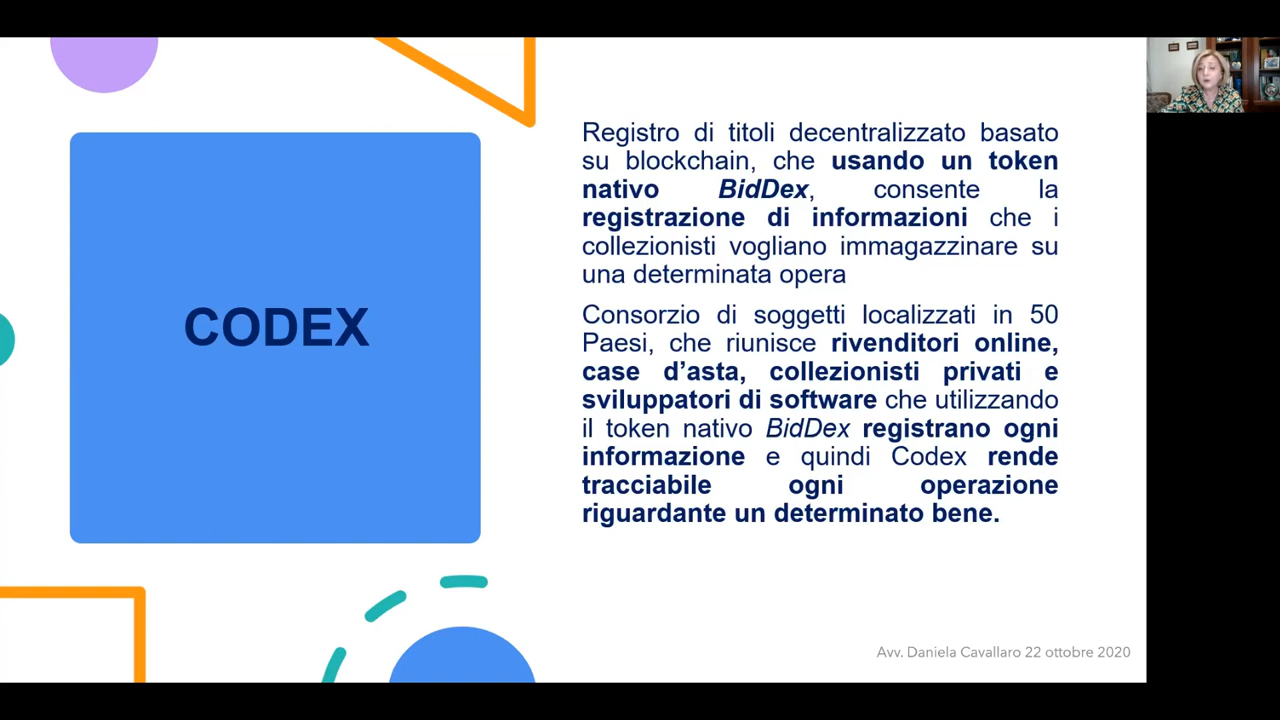 CODEX
Registro di titoli decentralizzato basato
su blockchain, che usando un token
nativo BidDex, consente la
registrazione di informazioni che i
collezionisti vogliano immagazzinare su
una determinata opera
Consorzio di soggetti localizzati in 50
Paesi, che riunisce rivenditori online,
case d’asta, collezionisti privati e
sviluppatori di software che utilizzando
il token nativo BidDex registrano ogni
informazione e quindi Codex rende
tracciabile ogni operazione
riguardante un determinato bene.
Avv. Daniela Cavallaro 22 ottobre 2020